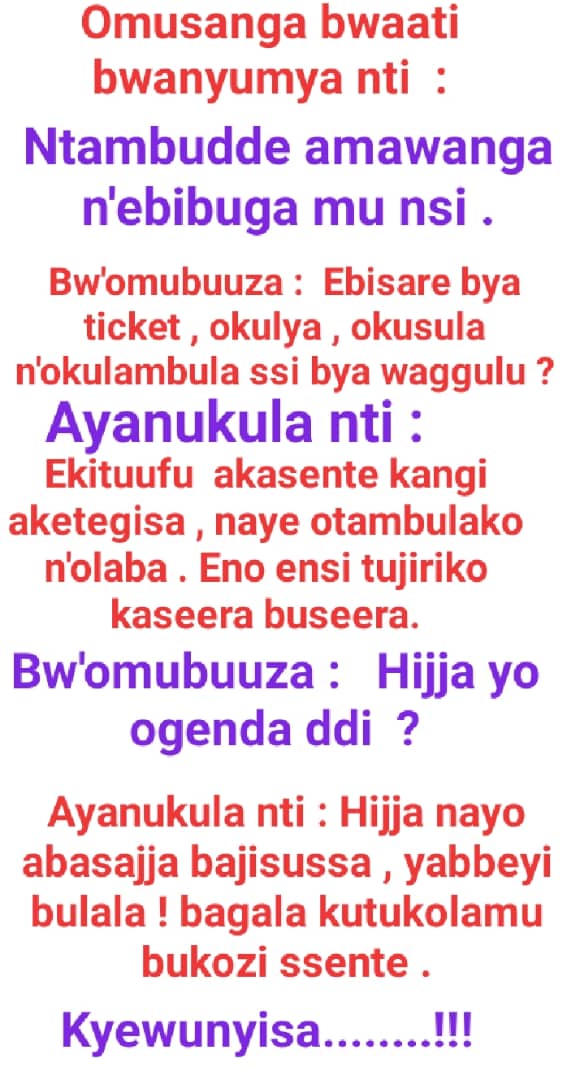 Omusanga bwaati
bwanyumya nti :
Ntambudde amawanga
n'ebibuga mu nsi .
Bw'omubuuza : Ebisare bya
ticket , okulya , okusula
n'okulambula ssi bya waggulu ?
Ayanukula nti :
Ekituufu akasente kangi
aketegisa , naye otambulako
n'olaba . Eno ensi tujiriko
kaseera buseera.
Bw'omubuuza : Hijja yo
ogenda ddi ?
Ayanukula nti : Hijja nayo
abasajja bajisussa , yabbeyi
bulala ! bagala kutukolamu
bukozi ssente .
Kyewunyisa........!!!